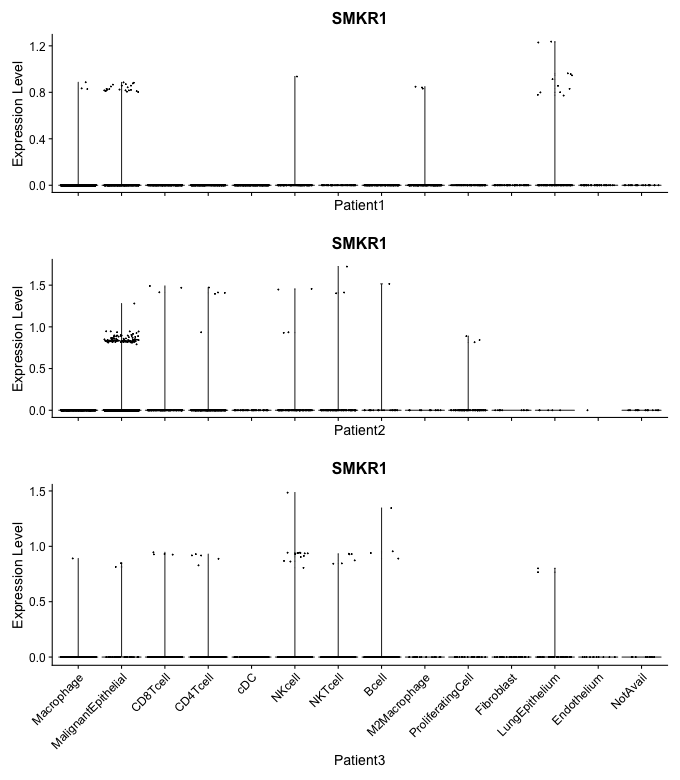 SMKR1
Expression Level
1.2
0.8
0.4
0.0
Patient1
SMKR1
Expression Level
1.5
1.0
0.5
0.0
Patient2
SMKR1
Expression Level
1.5
1.0
0.5
0.0
Macrophage
MalignantEpithelial
CD8Tcell
CD4Tcell
cDC
NKcell
NKTcell
Bcell
M2Macrophage
ProliferatingCell
Fibroblast
LungEpithelium
Endothelium
NotAvail
Patient3